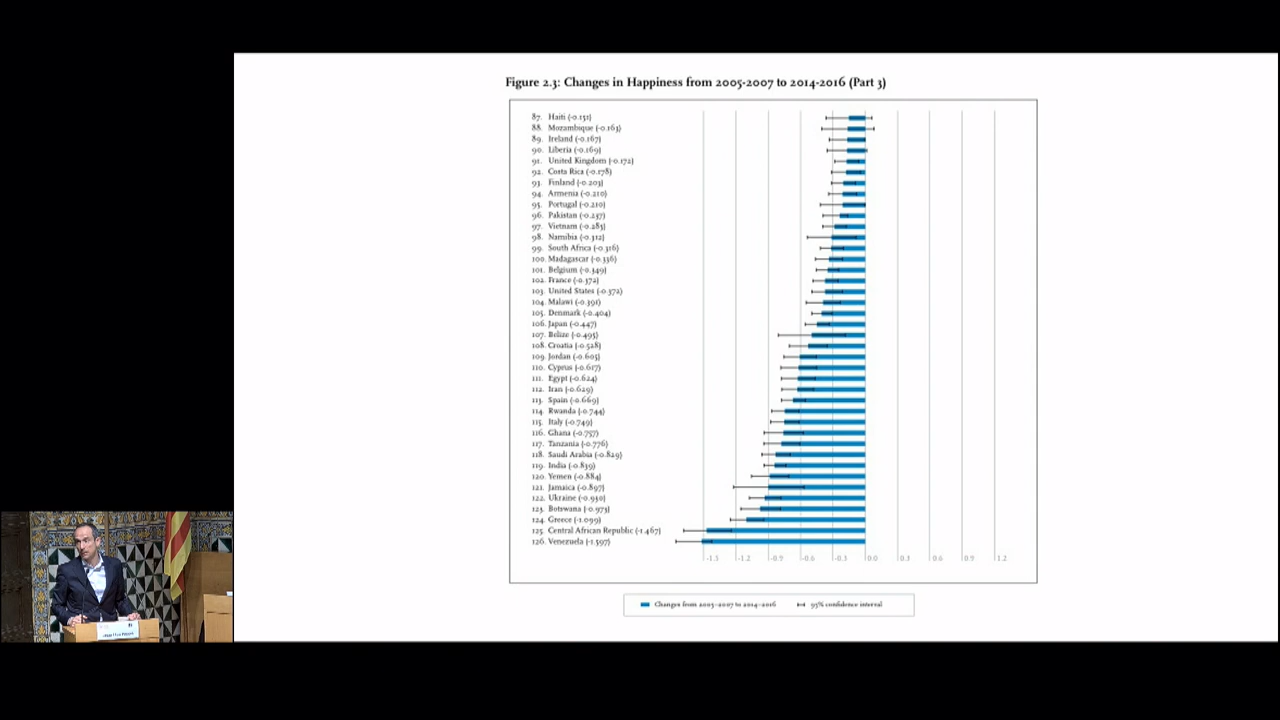 Figure 2.3: Changes in Happiness from 2005-2007 to 2014-2016 (Part 3)
87. Haiti (-0.151)
88. Mozambique (-0.163)
89. Ireland (-0.167)
90. Liberia (-0.169)
91. United Kingdom (-0.172)
92. Costa Rica (-0.178)
93. Finland (-0.203)
94. Armenia (-0.210)
95. Portugal (-0.210)
96. Pakistan (-0.237)
97. Vietnam (-0.285)
98. Namibia (-0.312)
99. South Africa (-0.316)
100. Madagascar (-0.336)
101. Belgium (-0.349)
102. France (-0.372)
103. United States (-0.372)
104. Malawi (-0.391)
105. Denmark (-0.404)
106. Japan (-0.447)
107. Belize (-0.495)
108. Croatia (-0.528)
109. Jordan (-0.605)
110. Cyprus (-0.617)
111. Egypt (-0.624)
112. Iran (-0.629)
113. Spain (-0.669)
114. Rwanda (-0.744)
115. Italy (-0.749)
116. Ghana (-0.757)
117. Tanzania (-0.776)
118. Saudi Arabia (-0.829)
119. India (-0.839)
120. Yemen (-0.884)
121. Jamaica (-0.897)
122. Ukraine (-0.930)
123. Botswana (-0.973)
124. Greece (-1.099)
125. Central African Republic (-1.467)
126. Venezuela (-1.597)
-1.5 -1.2 -0.9 -0.6 -0.3 0.0 0.3 0.6 0.9 1.2
Changes from 2005–2007 to 2014–2016 95% confidence interval